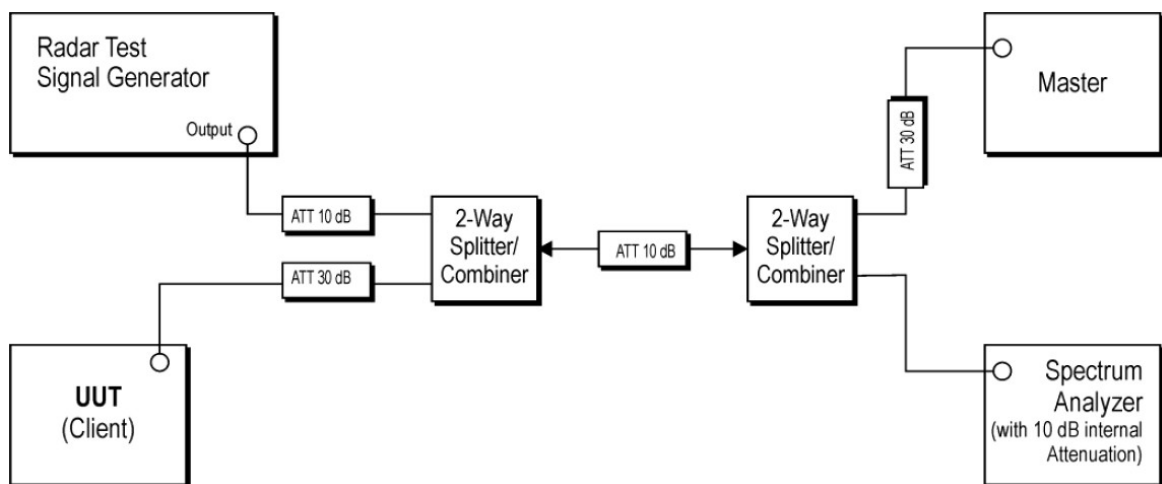 Radar Test
Signal Generator
Output
ATT 10 dB
ATT 30 dB
UUT
(Client)
2-Way
Splitter/
Combiner
ATT 10 dB
2-Way
Splitter/
Combiner
ATT 30 dB
Master
Spectrum
Analyzer
(with 10 dB internal
Attenuation)